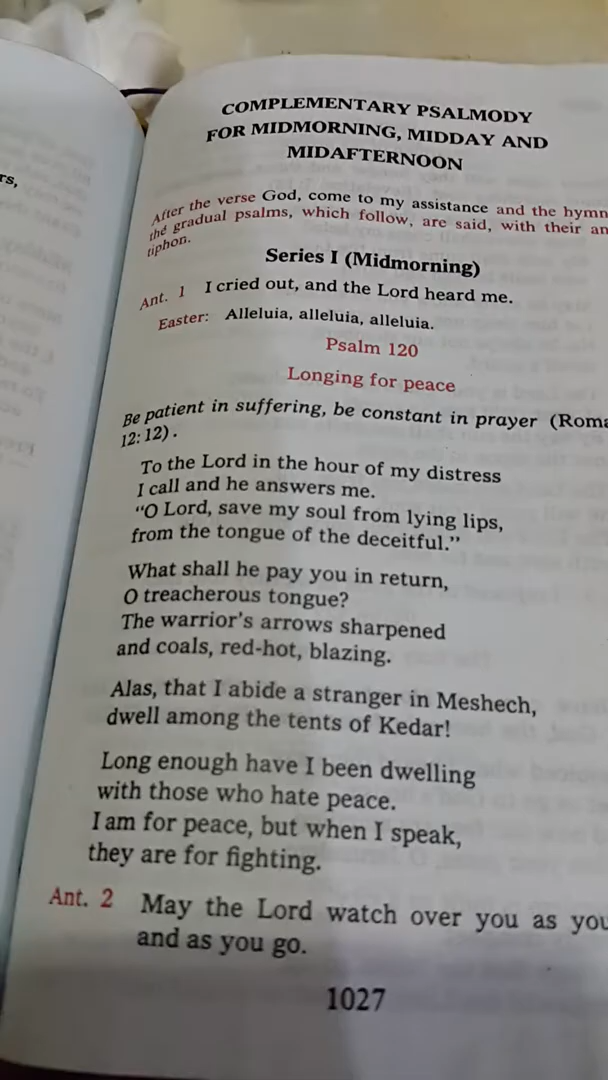 rs,
COMPLEMENTARY PSALMODY
FOR MIDMORNING, MIDDAY AND
MIDAFTERNOON
After the verse God, come to my assistance and the hymn
the gradual psalms, which follow, are said, with their an
tiphon.
Series I (Midmorning)
Ant. 1 I cried out, and the Lord heard me.
Easter: Alleluia, alleluia, alleluia.
Psalm 120
Longing for peace
Be patient in suffering, be constant in prayer (Roma
12:12).
To the Lord in the hour of my distress
I call and he answers me.
“O Lord, save my soul from lying lips,
from the tongue of the deceitful.”
What shall he pay you in return,
O treacherous tongue?
The warrior’s arrows sharpened
and coals, red-hot, blazing.
Alas, that I abide a stranger in Meshech,
dwell among the tents of Kedar!
Long enough have I been dwelling
with those who hate peace.
I am for peace, but when I speak,
they are for fighting.
Ant. 2 May the Lord watch over you as you
and as you go.
1027